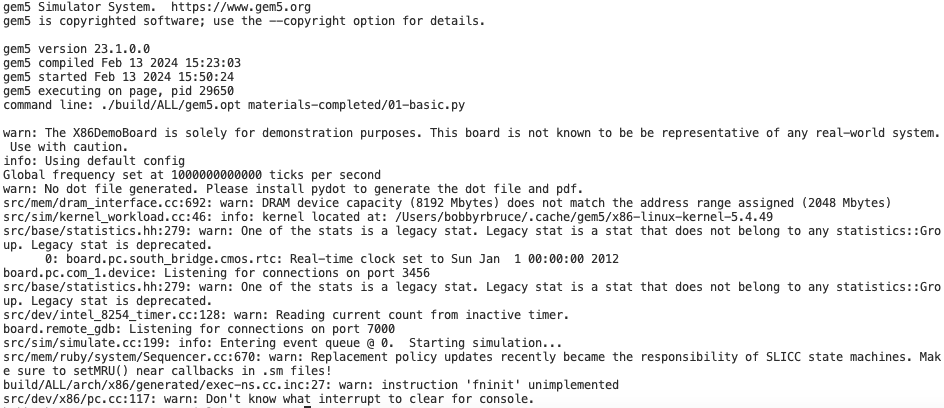 gem5 Simulator System.  https://www.gem5.org
gem5 is copyrighted software; use the --copyright option for details.
gem5 version 23.1.0.0
gem5 compiled Feb 13 2024 15:23:03
gem5 started Feb 13 2024 15:50:24
gem5 executing on page, pid 29650
command line: ./build/ALL/gem5.opt materials-completed/01-basic.py
warn: The X86DemoBoard is solely for demonstration purposes. This board is not known to be be representative of any real-world system.
 Use with caution.
info: Using default config
Global frequency set at 1000000000000 ticks per second
warn: No dot file generated. Please install pydot to generate the dot file and pdf.
src/mem/dram_interface.cc:692: warn: DRAM device capacity (8192 Mbytes) does not match the address range assigned (2048 Mbytes)
src/sim/kernel_workload.cc:46: info: kernel located at: /Users/bobbyrbruce/.cache/gem5/x86-linux-kernel-5.4.49
src/base/statistics.hh:279: warn: One of the stats is a legacy stat. Legacy stat is a stat that does not belong to any statistics::Gro
up. Legacy stat is deprecated.
      0: board.pc.south_bridge.cmos.rtc: Real-time clock set to Sun Jan  1 00:00:00 2012
board.pc.com_1.device: Listening for connections on port 3456
src/base/statistics.hh:279: warn: One of the stats is a legacy stat. Legacy stat is a stat that does not belong to any statistics::Gro
up. Legacy stat is deprecated.
src/dev/intel_8254_timer.cc:128: warn: Reading current count from inactive timer.
board.remote_gdb: Listening for connections on port 7000
src/sim/simulate.cc:199: info: Entering event queue @ 0.  Starting simulation...
src/mem/ruby/system/Sequencer.cc:670: warn: Replacement policy updates recently became the responsibility of SLICC state machines. Mak
e sure to setMRU() near callbacks in .sm files!
build/ALL/arch/x86/generated/exec-ns.cc.inc:27: warn: instruction 'fninit' unimplemented
src/dev/x86/pc.cc:117: warn: Don't know what interrupt to clear for console.